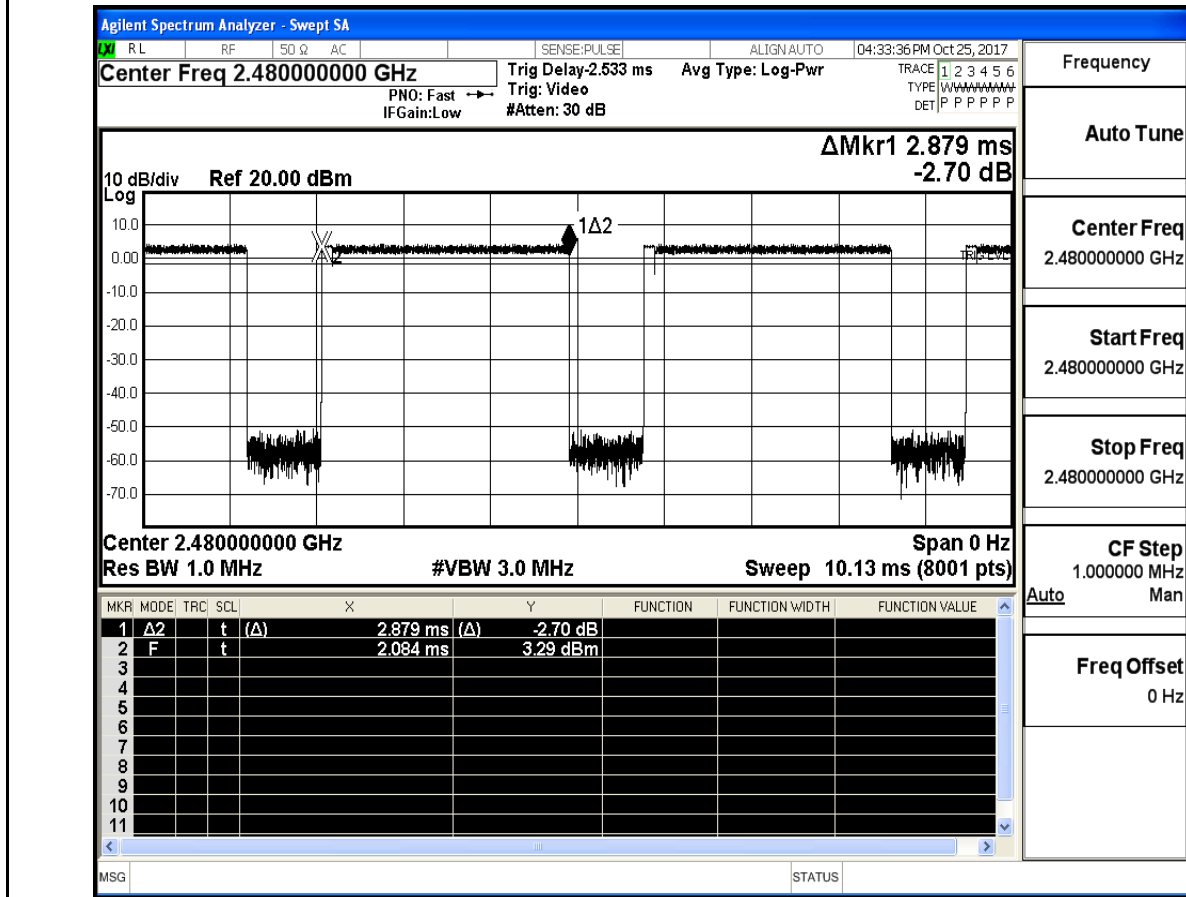 Agilent Spectrum Analyzer - Swept SA
LXI RL RF 50 Ω AC SENSE:PULSE ALIGN AUTO 04:33:36 PM Oct 25, 2017
Center Freq 2.480000000 GHz
PNO: Fast
IFGain:Low
Trig Delay-2.533 ms
Trig: Video
#Atten: 30 dB
Avg Type: Log-Pwr
TRACE 1 2 3 4 5 6
TYPE WWWWWW
DET P P P P P P
ΔMkr1 2.879 ms
-2.70 dB
10 dB/div Ref 20.00 dBm
Log
10.0
0.00
-10.0
-20.0
-30.0
-40.0
-50.0
-60.0
-70.0
1Δ2
2
TRIG LVL
Center 2.480000000 GHz Span 0 Hz
Res BW 1.0 MHz #VBW 3.0 MHz Sweep 10.13 ms (8001 pts)
MKR MODE TRC SCL X Y FUNCTION FUNCTION WIDTH FUNCTION VALUE
1 Δ2 t (Δ) 2.879 ms (Δ) -2.70 dB
2 F t 2.084 ms 3.29 dBm
3
4
5
6
7
8
9
10
11
MSG STATUS
Frequency
Auto Tune
Center Freq
2.480000000 GHz
Start Freq
2.480000000 GHz
Stop Freq
2.480000000 GHz
CF Step
1.000000 MHz
Auto Man
Freq Offset
0 Hz